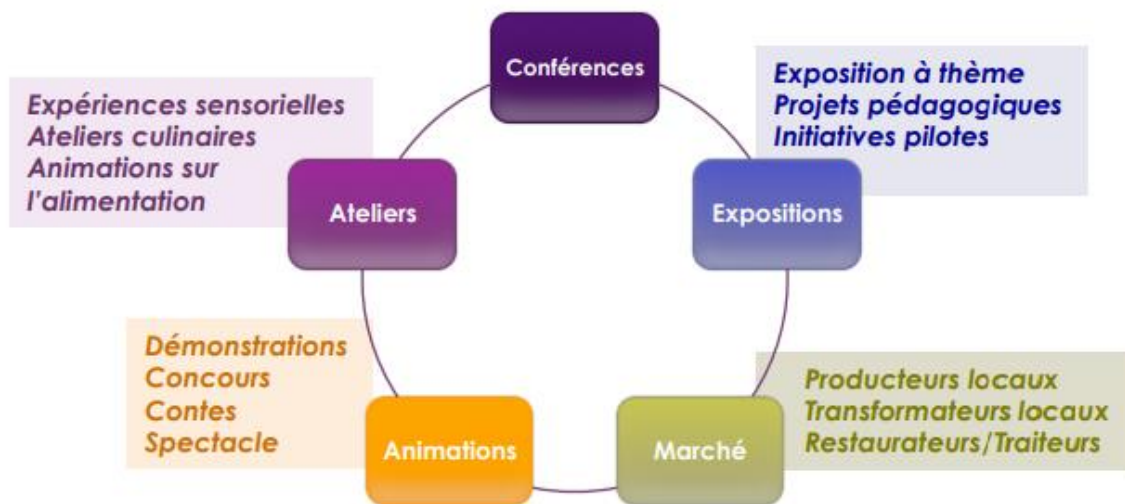 Conférences
Exposition à thème
Projets pédagogiques
Initiatives pilotes
Expositions
Expériences sensorielles
Ateliers culinaires
Animations sur
l'alimentation
Ateliers
Démonstrations
Concours
Contes
Spectacle
Animations
Producteurs locaux
Transformateurs locaux
Restaurateurs/Traiteurs
Marché